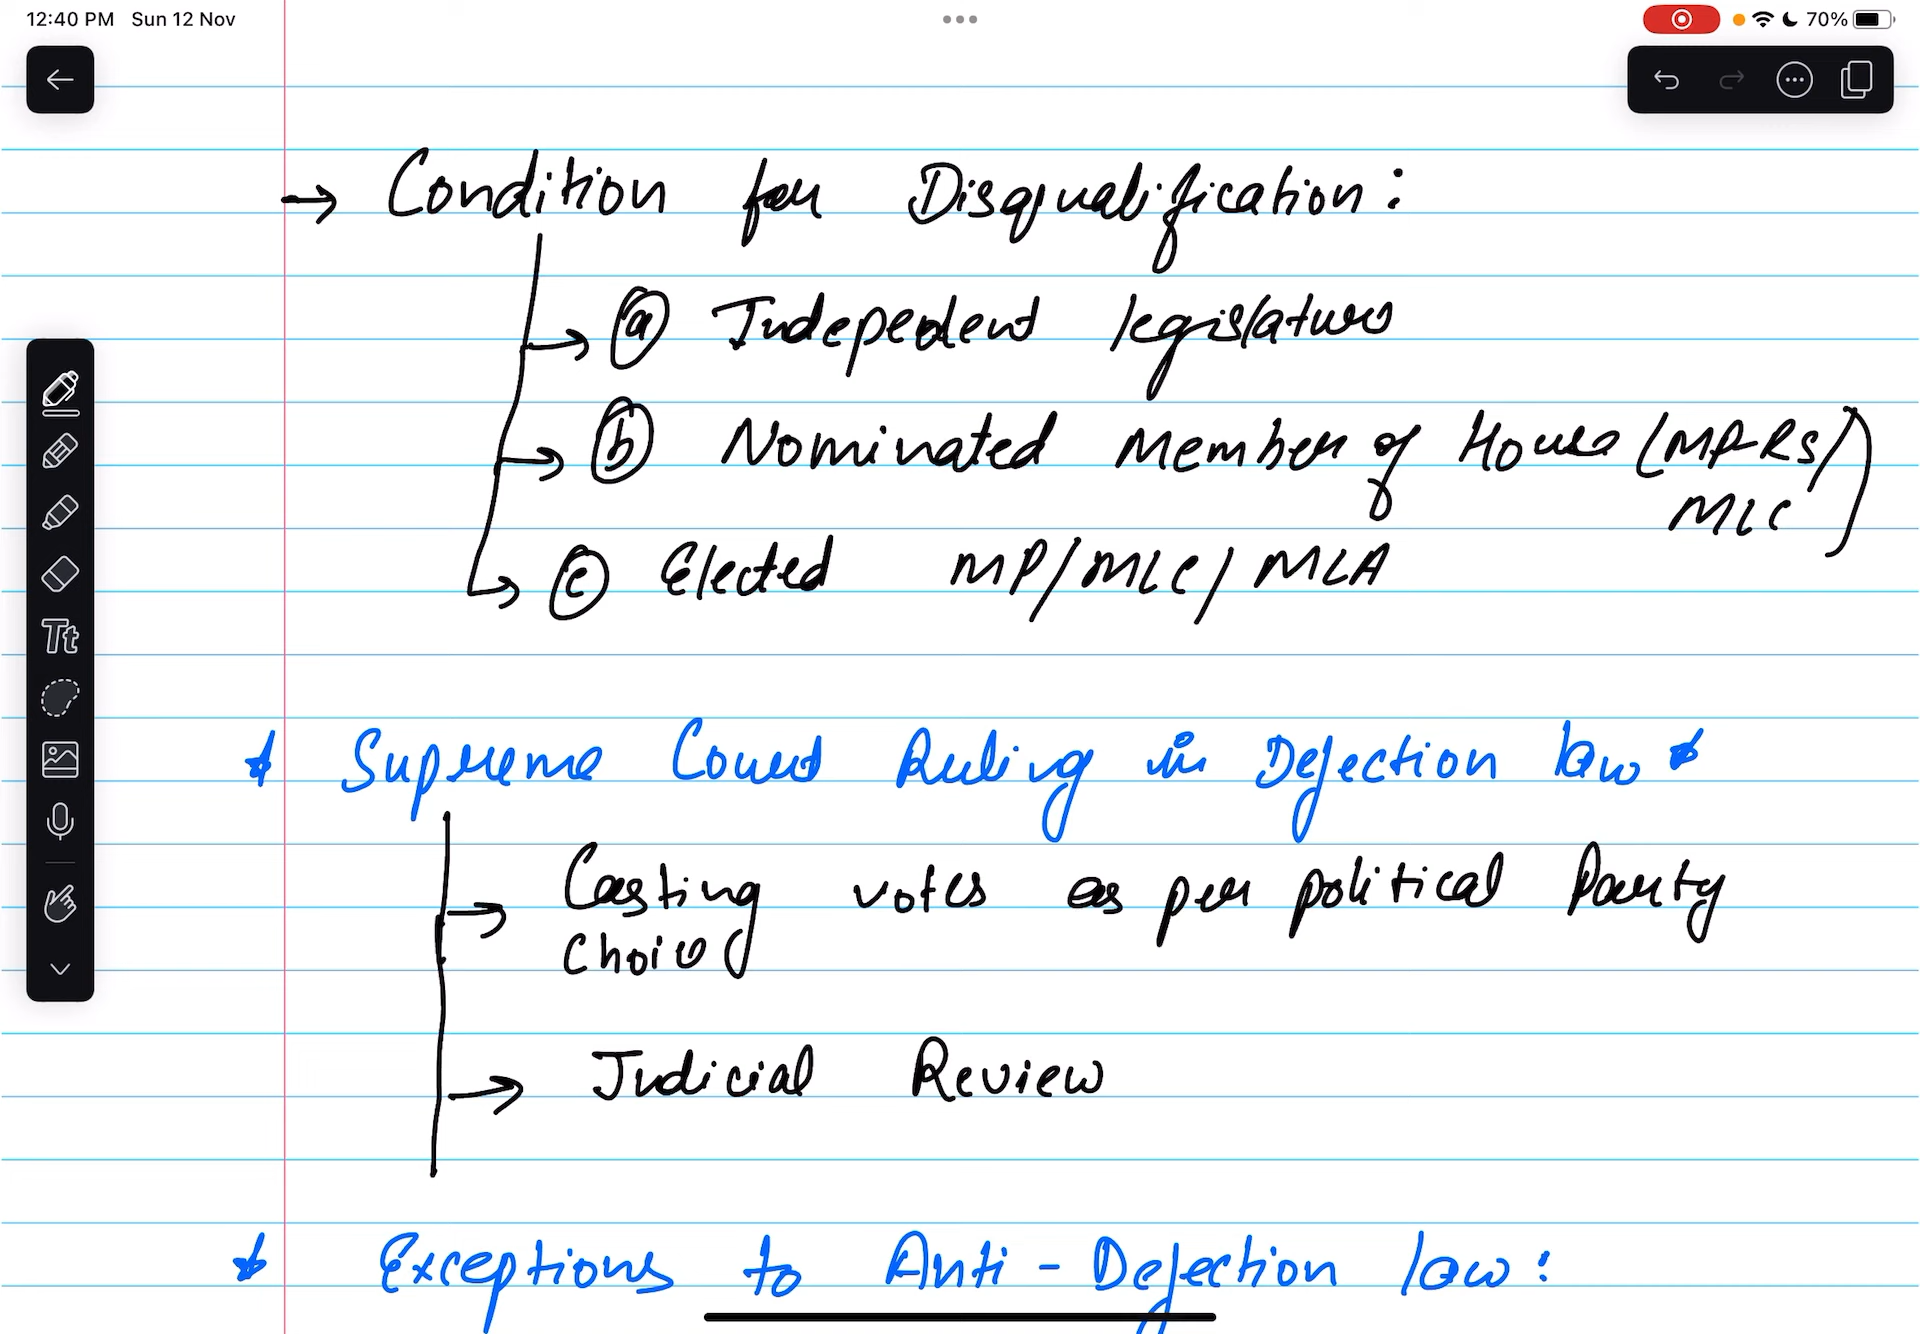 12:40 PM Sun 12 Nov
70%
→ Condition for Disqualification:
→ (a) Independent legislature
→ (b) Nominated Member of House (MP-RS/
MLC)
→ (c) Elected MP/MLC/MLA
Tt
* Supreme Court Ruling in Defection law *
→ Casting votes as per political Party
Choice
→ Judicial Review
* Exceptions to Anti-Defection law: